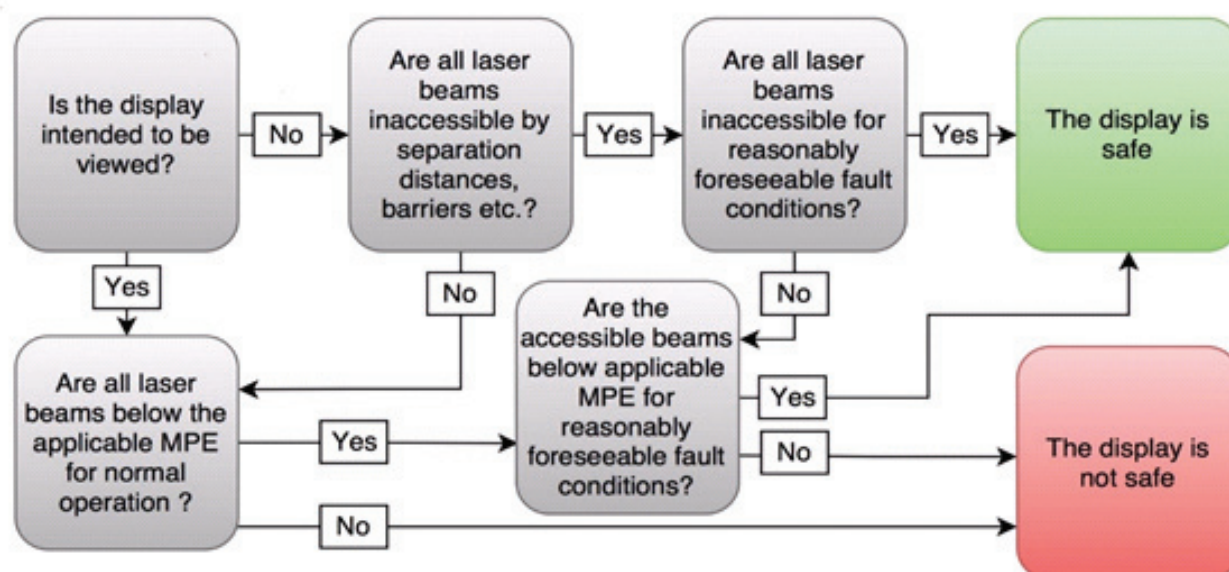 Is the display
intended to be
viewed?
No
Are all laser
beams
inaccessible by
separation
distances,
barriers etc.?
Yes
Are all laser
beams
inaccessible for
reasonably
foreseeable fault
conditions?
Yes
The display is
safe
Yes
No
No
Are all laser
beams below the
applicable MPE
for normal
operation ?
Yes
No
Are the
accessible beams
below applicable
MPE for
reasonably
foreseeable fault
conditions?
Yes
No
The display is
not safe